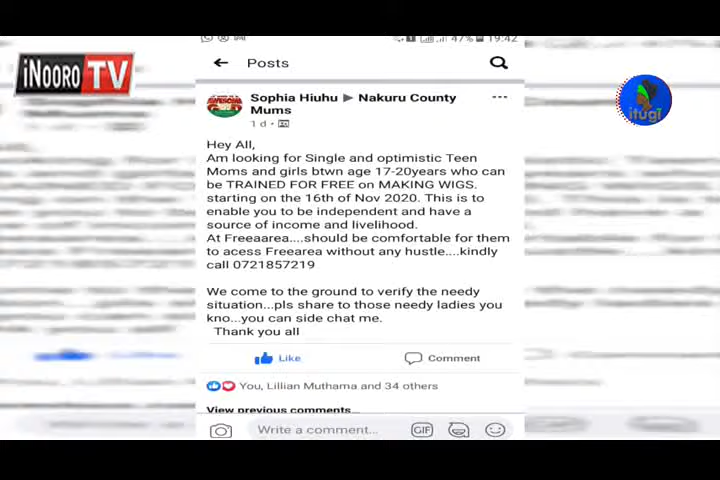 iNOORO TV
itugĩ
47%
19:42
Posts
Sophia Hiuhu ▶ Nakuru County
Mums
1 d
Hey All,
Am looking for Single and optimistic Teen
Moms and girls btwn age 17-20years who can
be TRAINED FOR FREE on MAKING WIGS.
starting on the 16th of Nov 2020. This is to
enable you to be independent and have a
source of income and livelihood.
At Freeaarea....should be comfortable for them
to acess Freearea without any hustle....kindly
call 0721857219
We come to the ground to verify the needy
situation...pls share to those needy ladies you
kno...you can side chat me.
Thank you all
Like
Comment
You, Lillian Muthama and 34 others
View previous comments...
Write a comment...
GIF